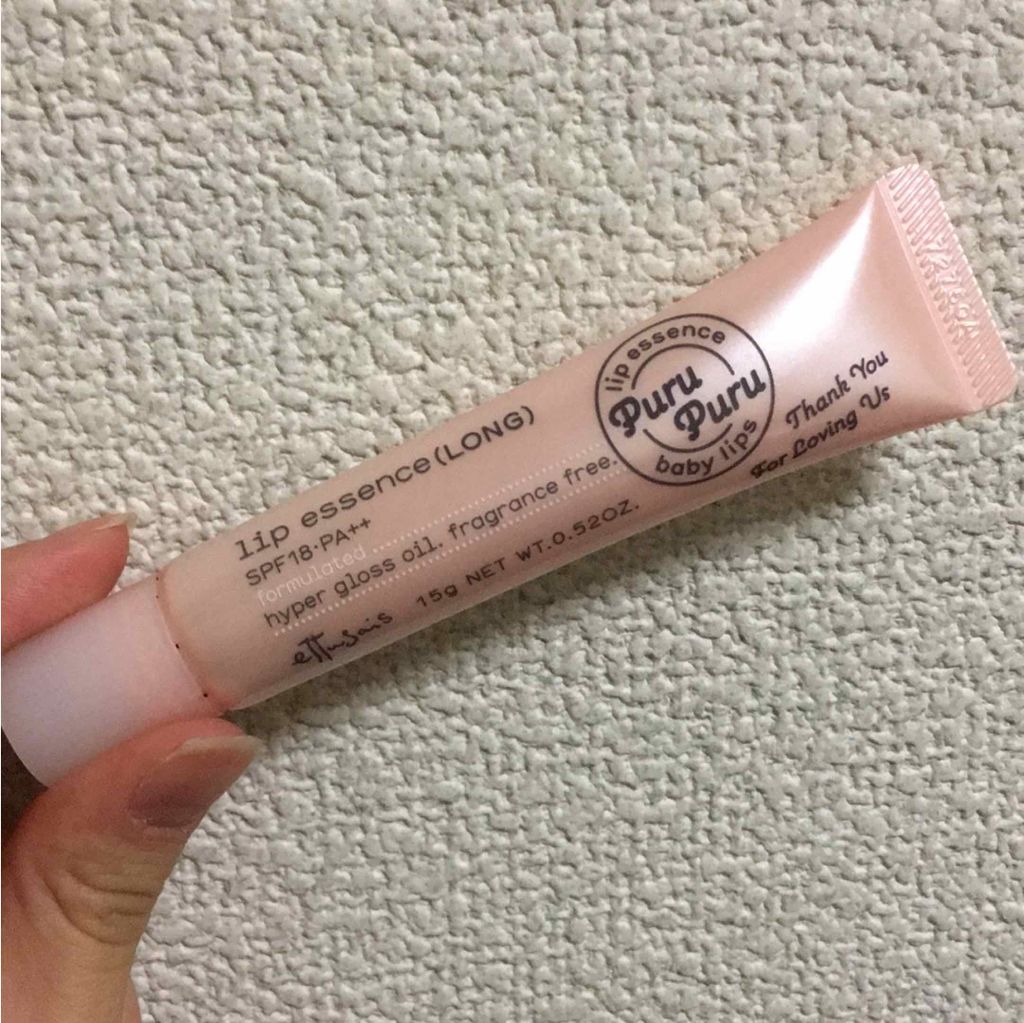 lip essence (LONG)
SPF18·PA++
formulated
hyper gloss oil. fragrance free.
effusais 15g NET WT.0.52OZ.
lip essence
Puru
Puru
baby lips
Thank You
For Loving Us